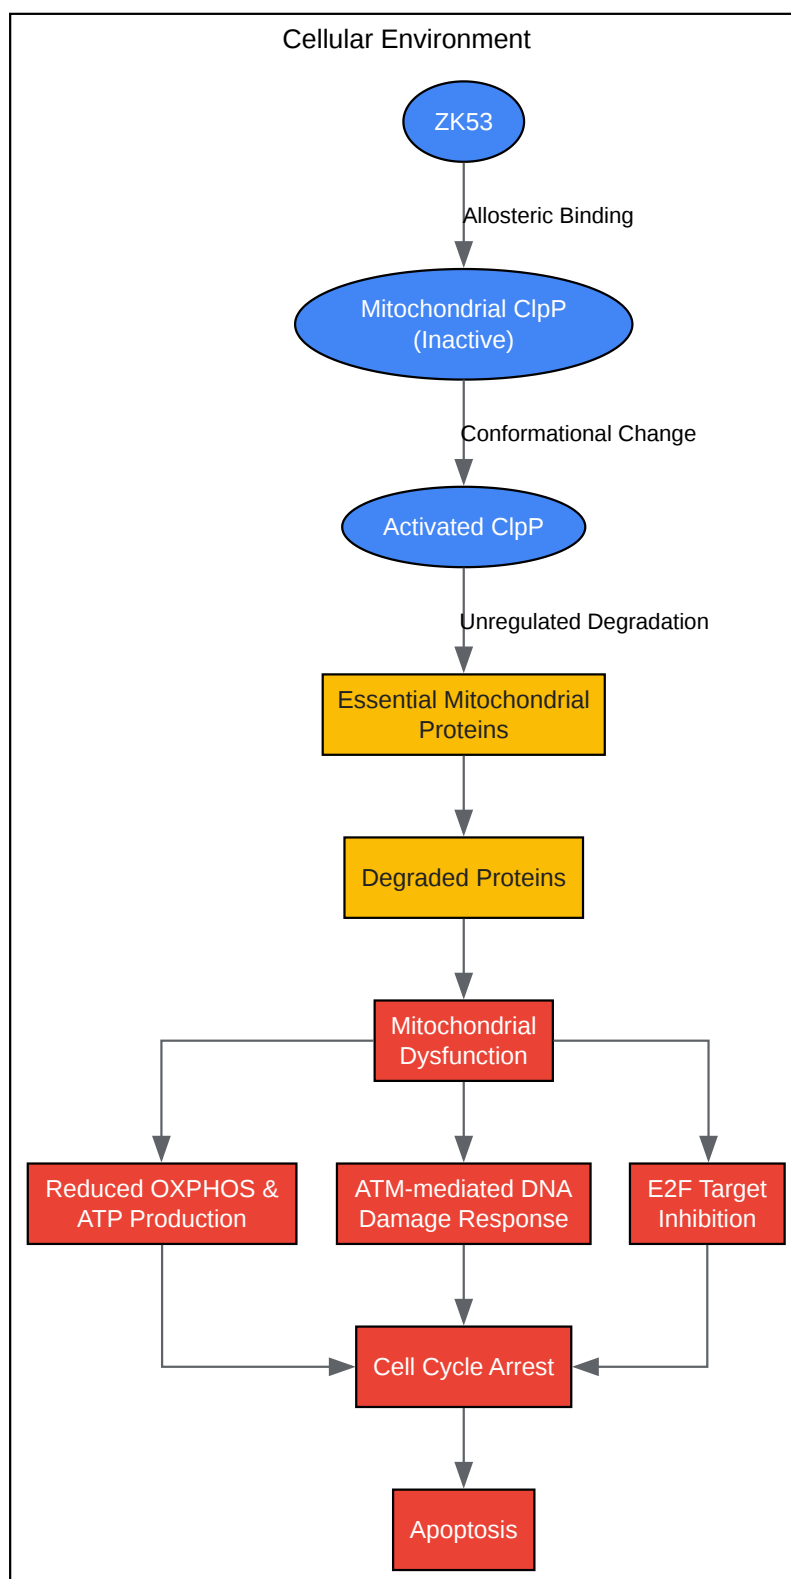 Cellular Environment
ZK53
Allosteric Binding
Mitochondrial ClpP
(Inactive)
Conformational Change
Activated ClpP
Unregulated Degradation
Essential Mitochondrial
Proteins
Degraded Proteins
Mitochondrial
Dysfunction
Reduced OXPHOS &
ATP Production
ATM-mediated DNA
Damage Response
E2F Target
Inhibition
Cell Cycle Arrest
Apoptosis